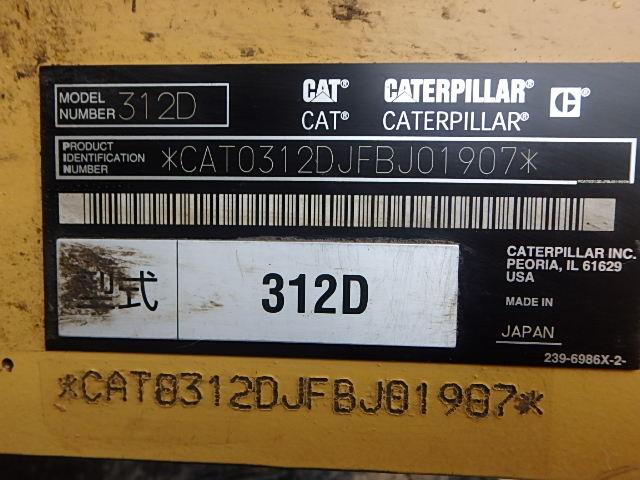 MODEL
NUMBER 312D
CAT® CATERPILLAR® C®
CAT® CATERPILLAR®
PRODUCT
IDENTIFICATION
NUMBER *CAT0312DJFBJ01907*
型式 312D
CATERPILLAR INC.
PEORIA, IL 61629
USA
MADE IN
JAPAN
239-6986X-2-
*CAT0312DJFBJ01907*